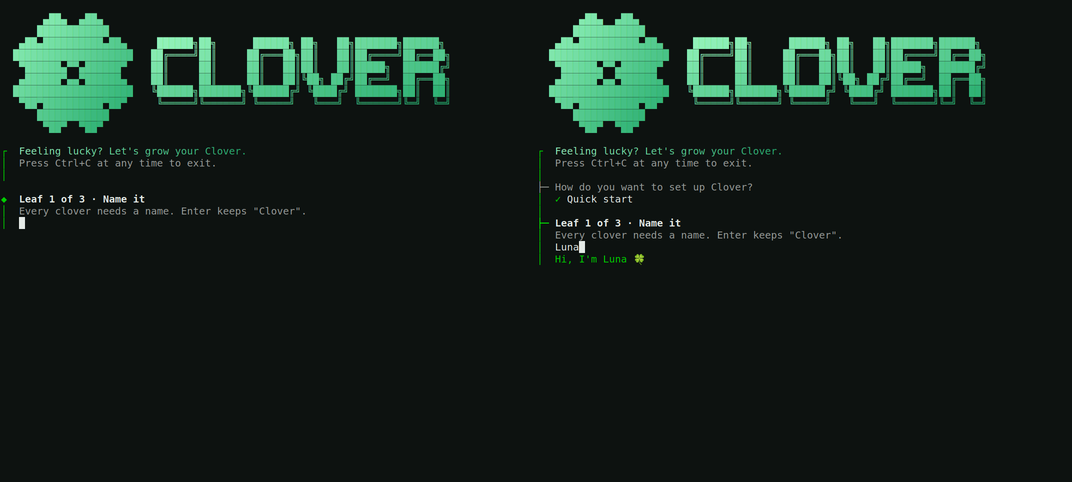 CLOVER
Feeling lucky? Let's grow your Clover.
Press Ctrl+C at any time to exit.
Leaf 1 of 3 · Name it
Every clover needs a name. Enter keeps "Clover".
CLOVER
Feeling lucky? Let's grow your Clover.
Press Ctrl+C at any time to exit.
How do you want to set up Clover?
✓ Quick start
Leaf 1 of 3 · Name it
Every clover needs a name. Enter keeps "Clover".
Luna
Hi, I'm Luna 🍀